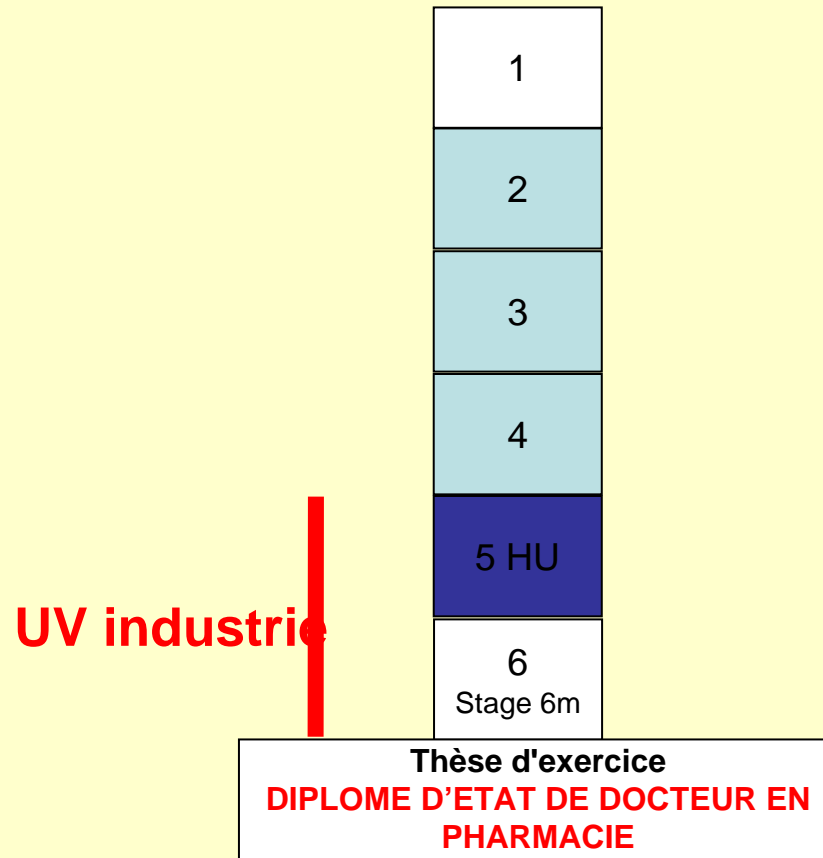 1
2
3
4
5 HU
UV industrie
6
Stage 6m
Thèse d'exercice
DIPLOME D’ETAT DE DOCTEUR EN
PHARMACIE